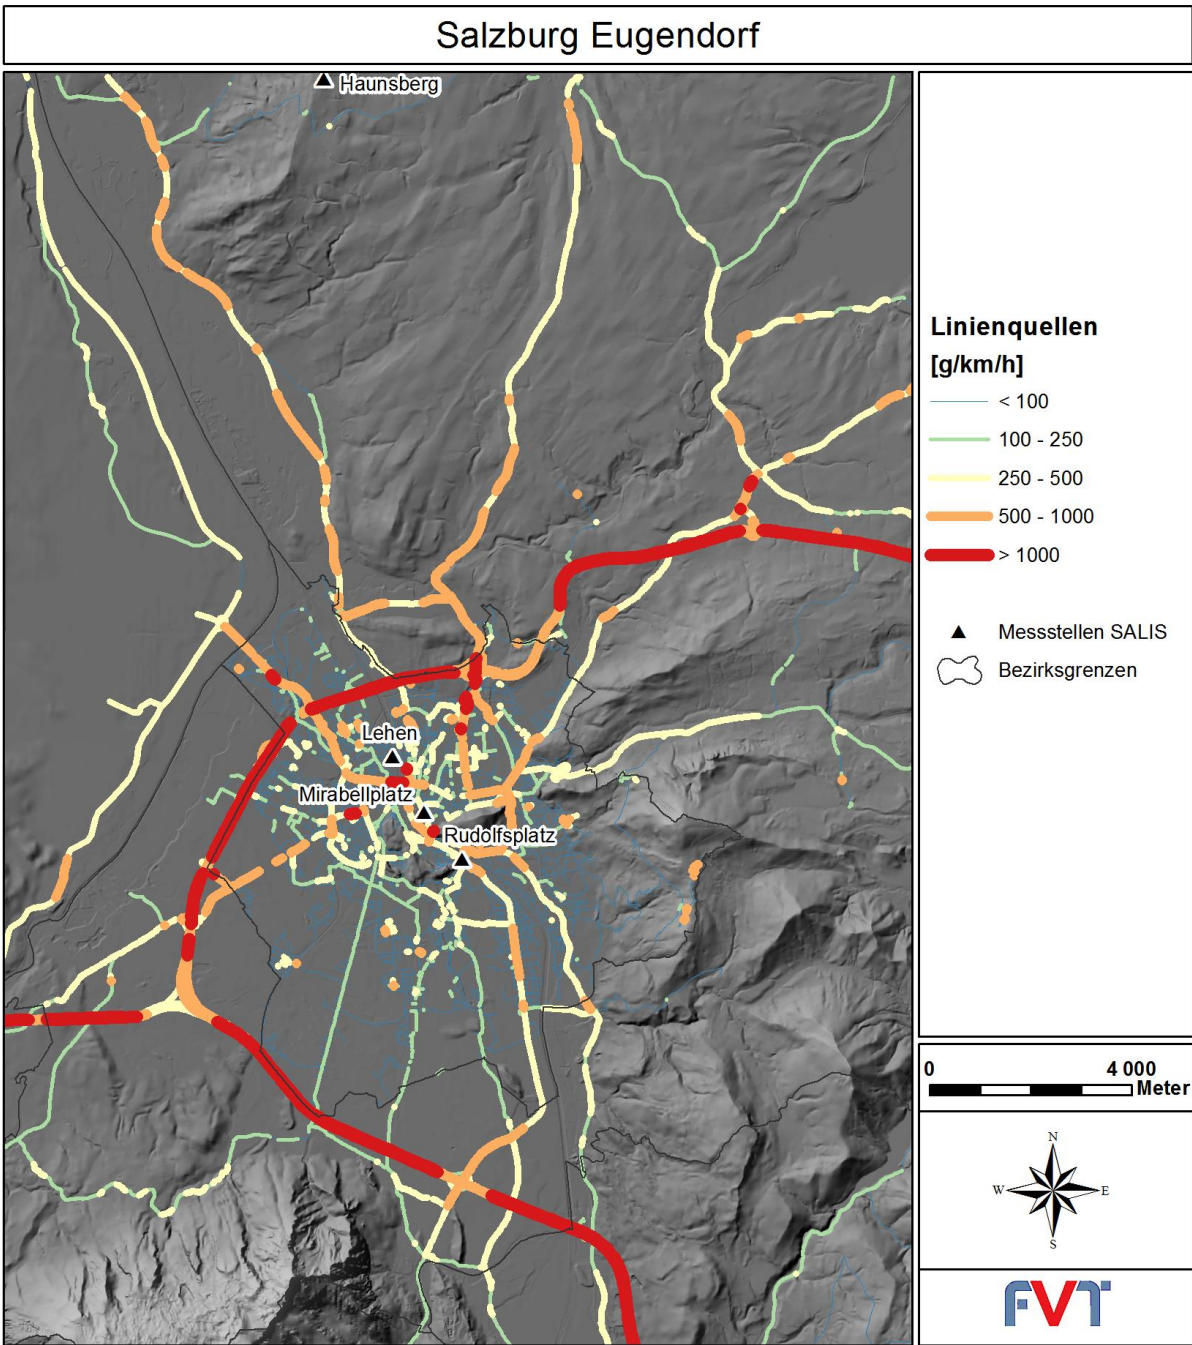 Salzburg Eugendorf
Haunsberg
Lehen
Mirabellplatz
Rudolfsplatz
Linienquellen
[g/km/h]
< 100
100 - 250
250 - 500
500 - 1000
> 1000
Messstellen SALIS
Bezirksgrenzen
0 4 000
Meter
N
W E
S
FVT